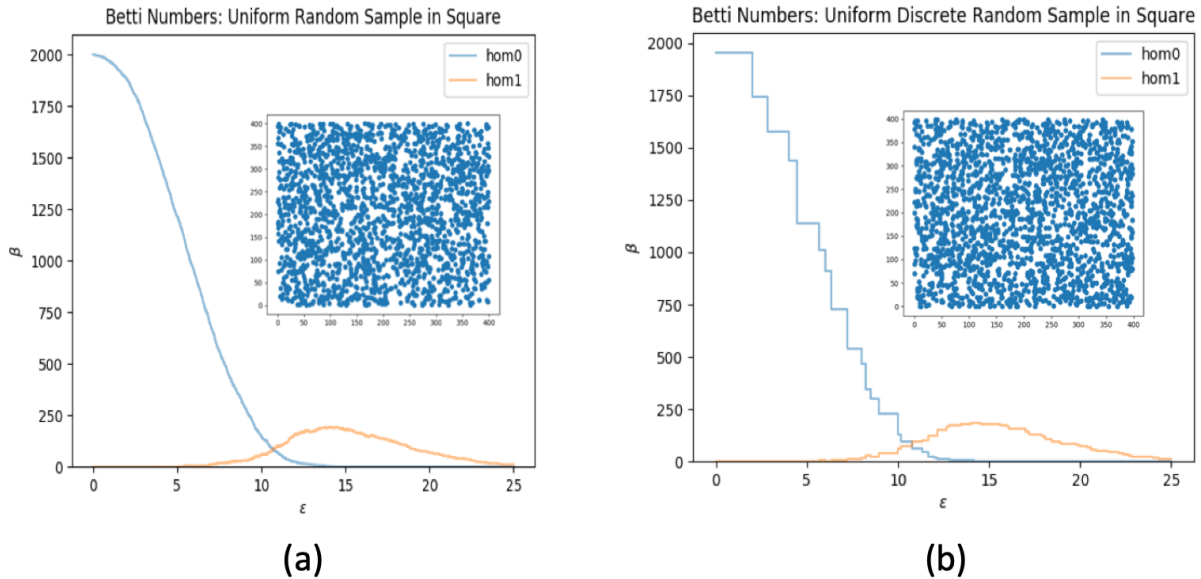 Betti Numbers: Uniform Random Sample in Square
2000
1750
1500
1250
1000
750
500
250
0
β
hom0
hom1
400
350
300
250
200
150
100
50
0
0 50 100 150 200 250 300 350 400
0 5 10 15 20 25
ε
(a)
Betti Numbers: Uniform Discrete Random Sample in Square
2000
1750
1500
1250
1000
750
500
250
0
β
hom0
hom1
400
350
300
250
200
150
100
50
0
0 50 100 150 200 250 300 350 400
0 5 10 15 20 25
ε
(b)